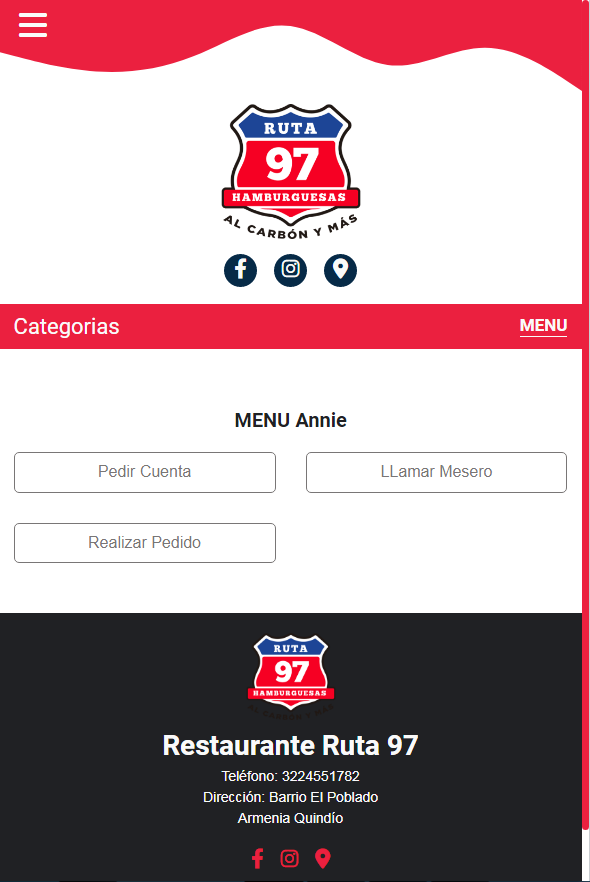 RUTA
97
HAMBURGUESAS
AL CARBÓN Y MÁS
Categorias
MENU
MENU Annie
Pedir Cuenta
LLamar Mesero
Realizar Pedido
RUTA
97
HAMBURGUESAS
AL CARBÓN Y MÁS
Restaurante Ruta 97
Teléfono: 3224551782
Dirección: Barrio El Poblado
Armenia Quindío